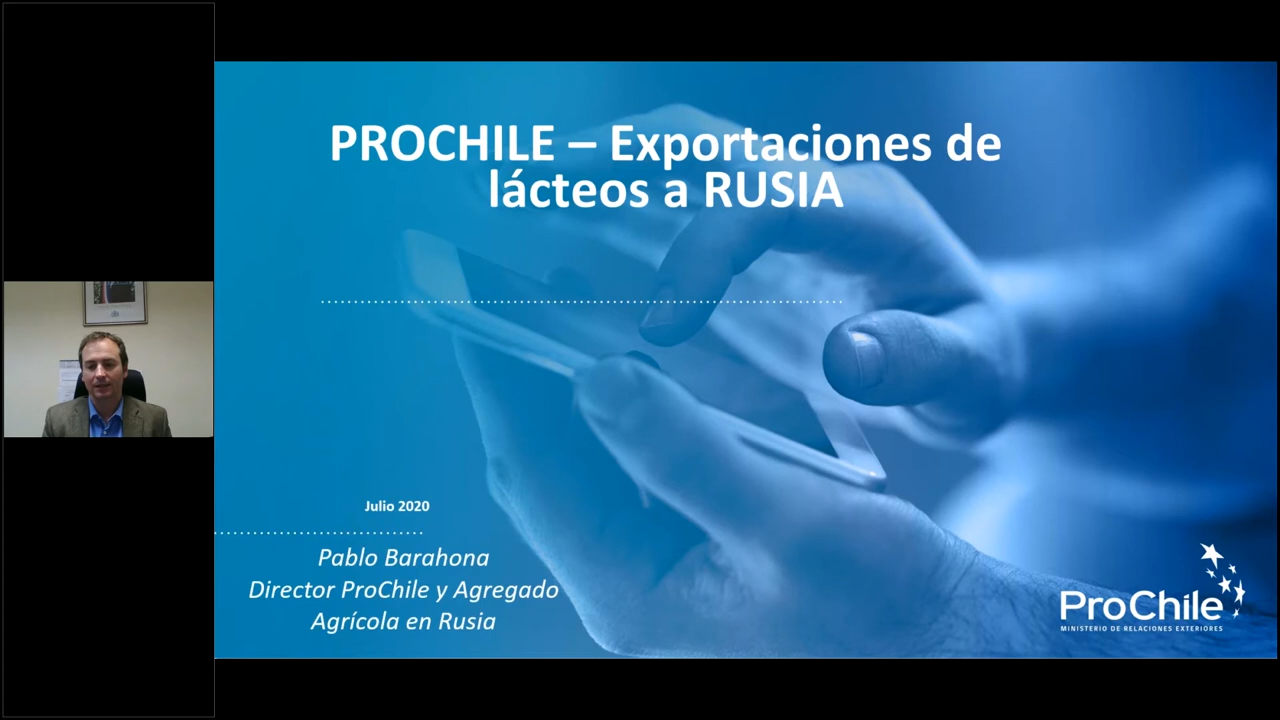 PROCHILE – Exportaciones de
lácteos a RUSIA
Julio 2020
Pablo Barahona
Director ProChile y Agregado
Agrícola en Rusia
ProChile
MINISTERIO DE RELACIONES EXTERIORES